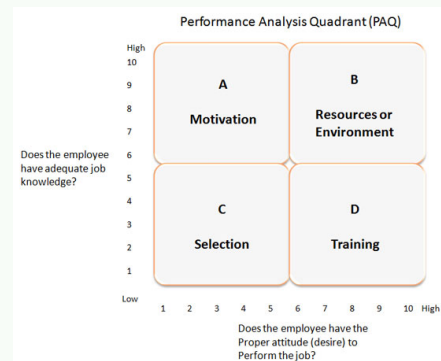 Performance Analysis Quadrant (PAQ)
High
10
9
8
7
6
5
4
3
2
1
Low
Does the employee
have adequate job
knowledge?
A
Motivation
B
Resources or
Environment
C
Selection
D
Training
1 2 3 4 5 6 7 8 9 10 High
Does the employee have the
Proper attitude (desire) to
Perform the job?